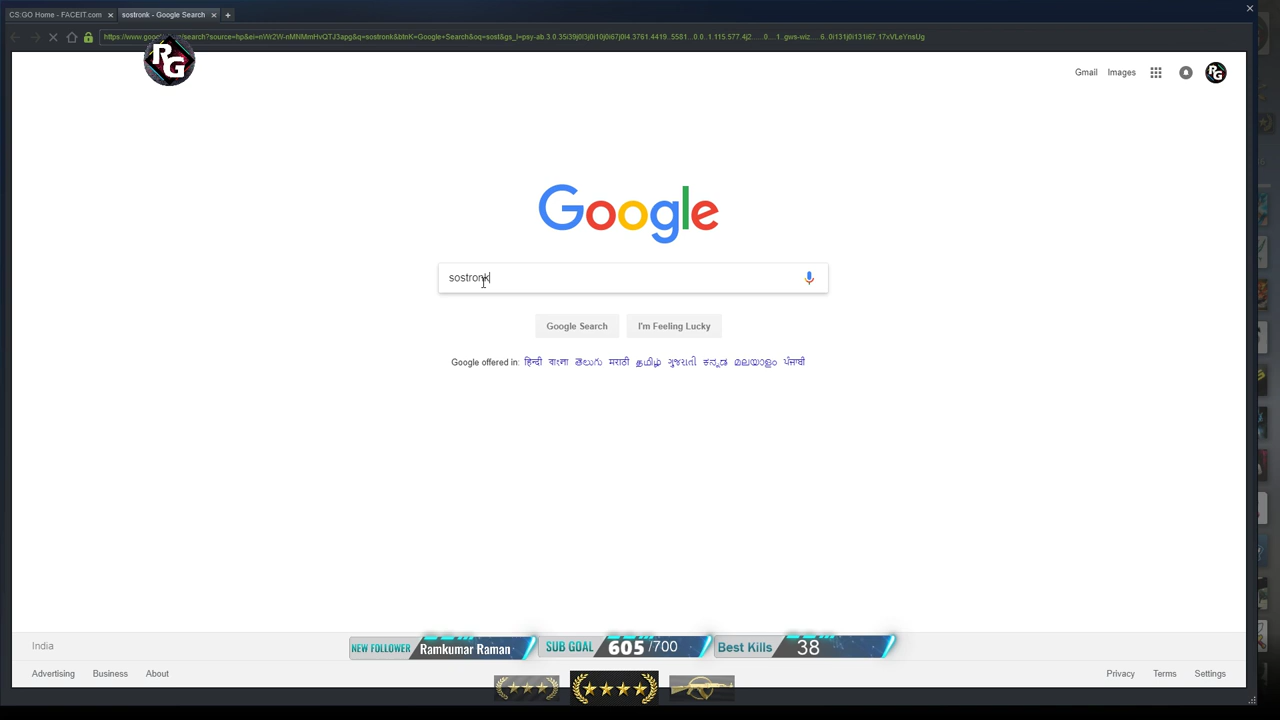 CS:GO Home - FACEIT.com
sostronk - Google Search
RG
Gmail Images
RG
Google
sostronk
Google Search I'm Feeling Lucky
Google offered in: हिन्दी বাংলা తెలుగు मराठी தமிழ் ગુજરાતી ಕನ್ನಡ മലയാളം ਪੰਜਾਬੀ
India
NEW FOLLOWER Ramkumar Raman SUB GOAL 605 /700 Best Kills 38
Advertising Business About Privacy Terms Settings